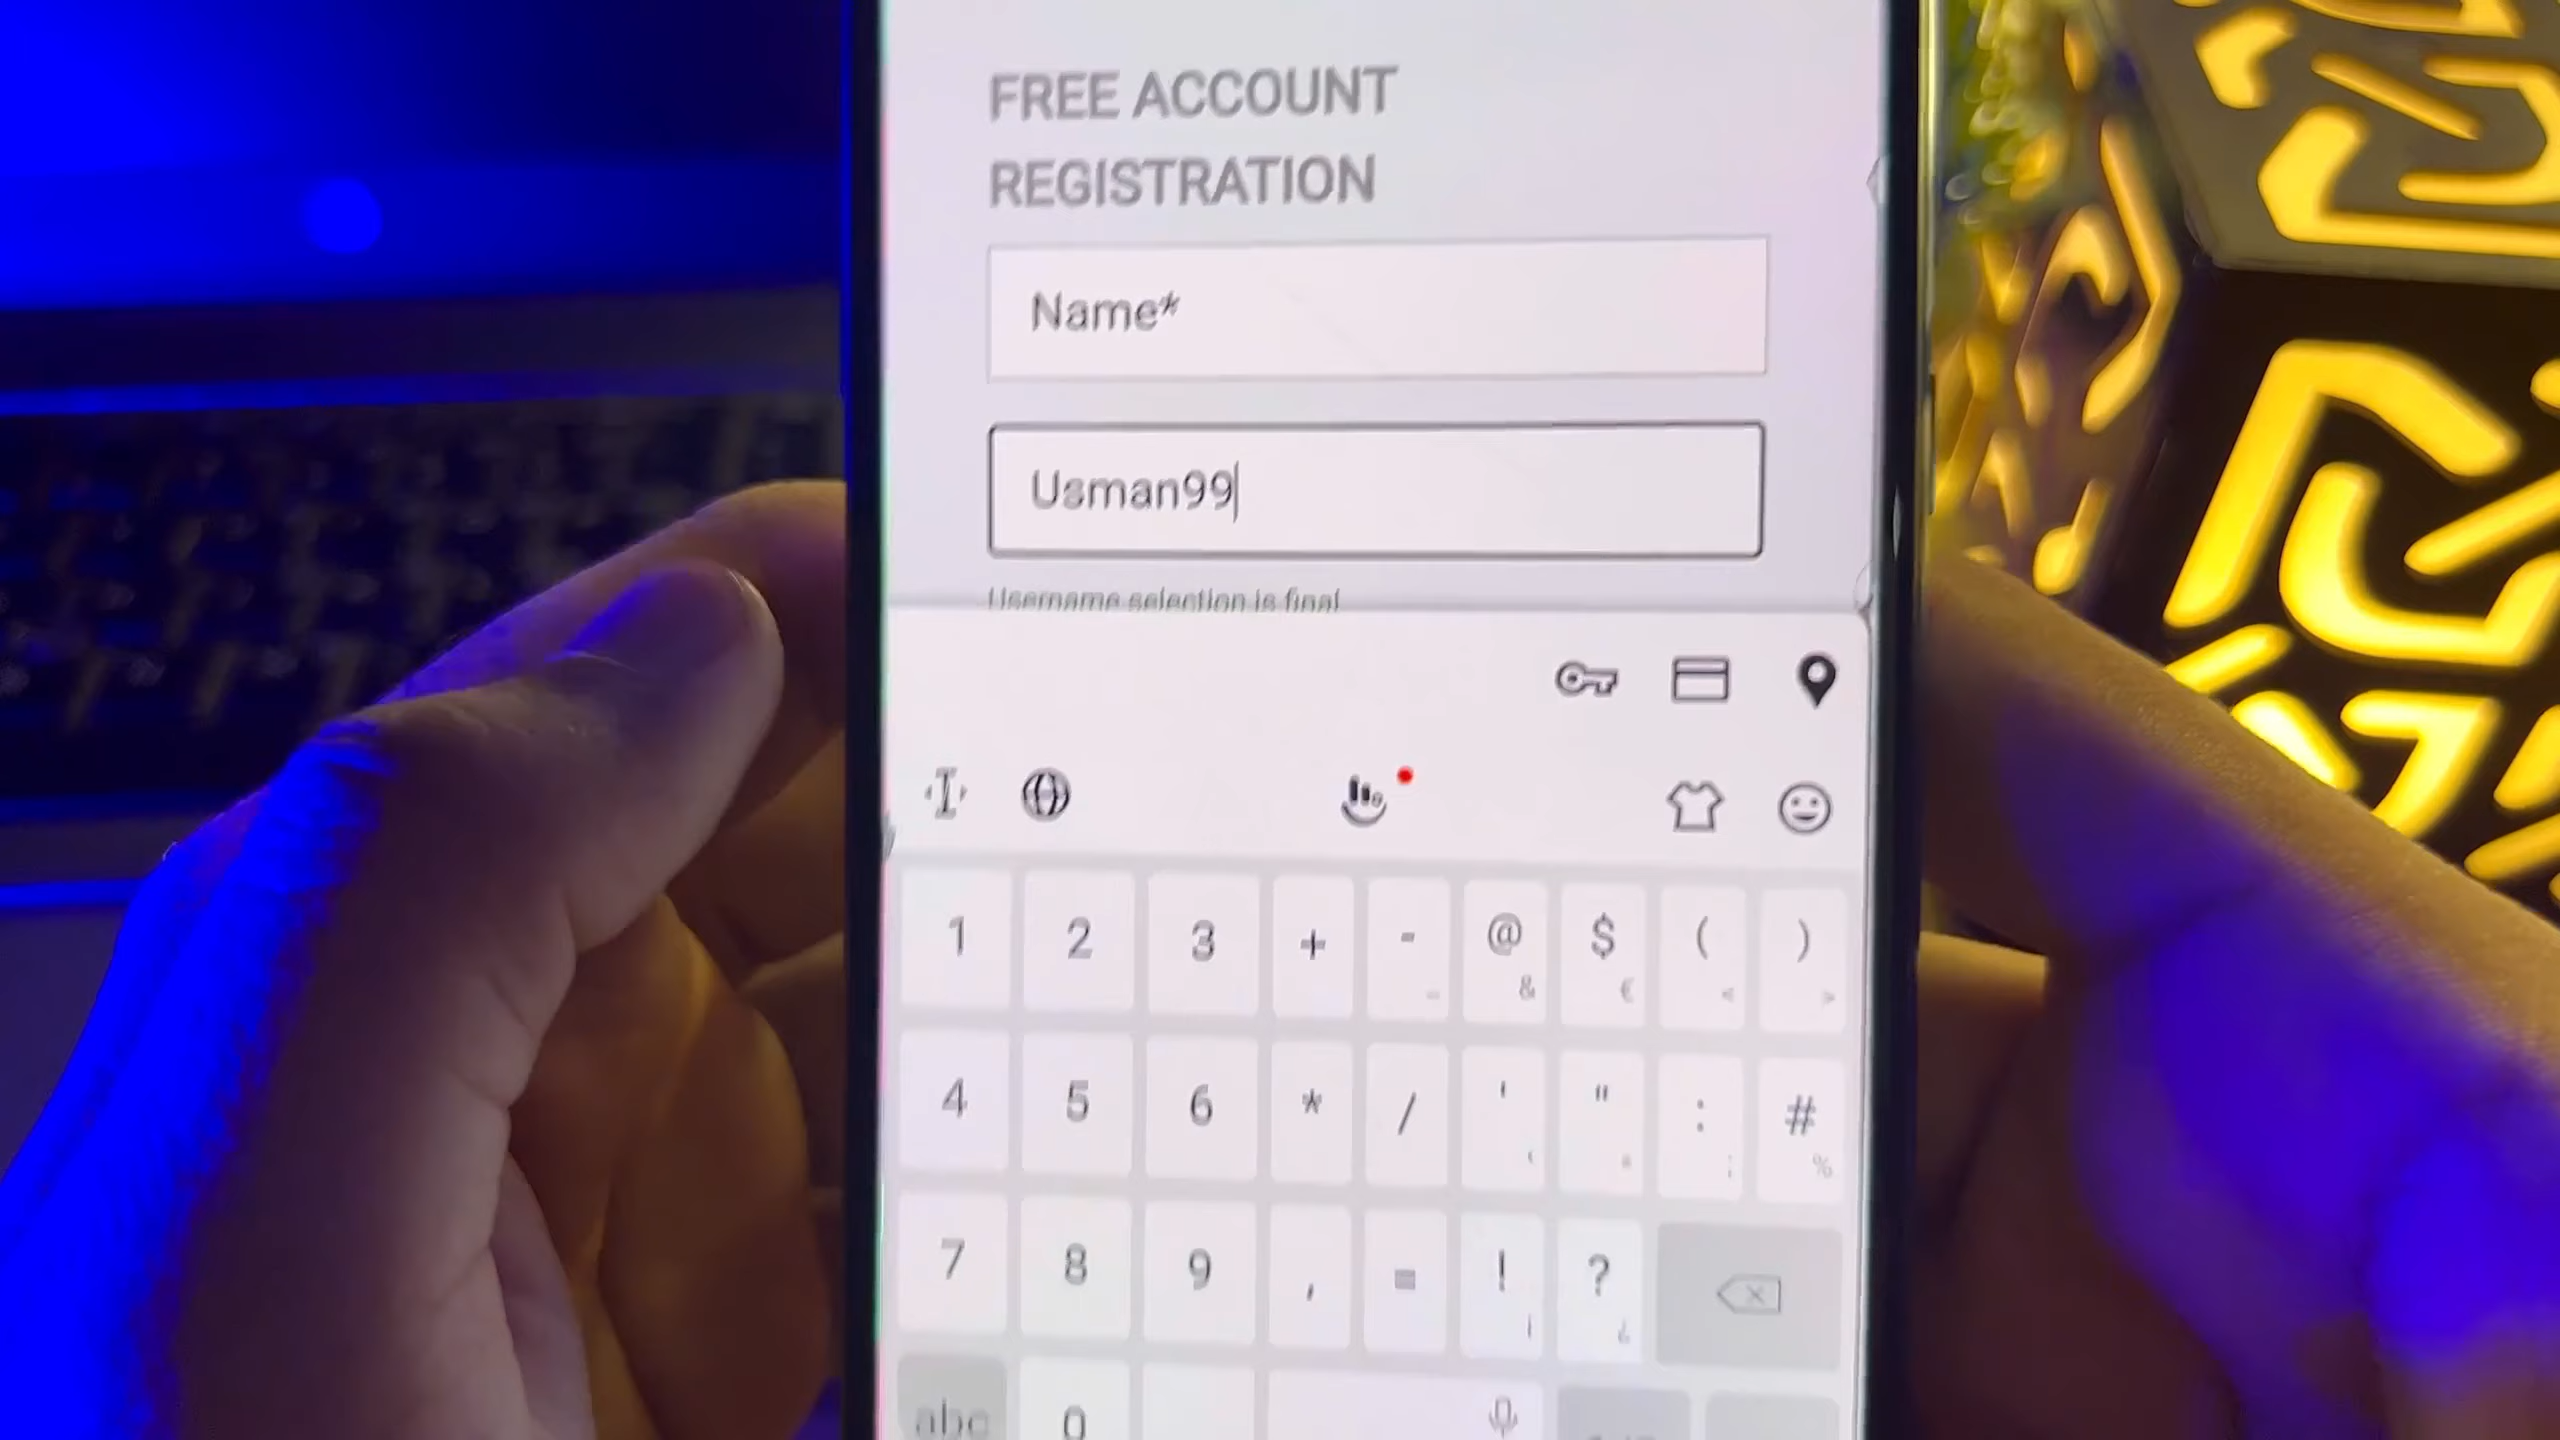 FREE ACCOUNT
REGISTRATION
Name*
Usman99
Username selection is final
1 2 3 + - @ $ ( )
_ & € < >
4 5 6 * / ' " : #
; %
7 8 9 , = ! ?
¡ ¿
abc 0